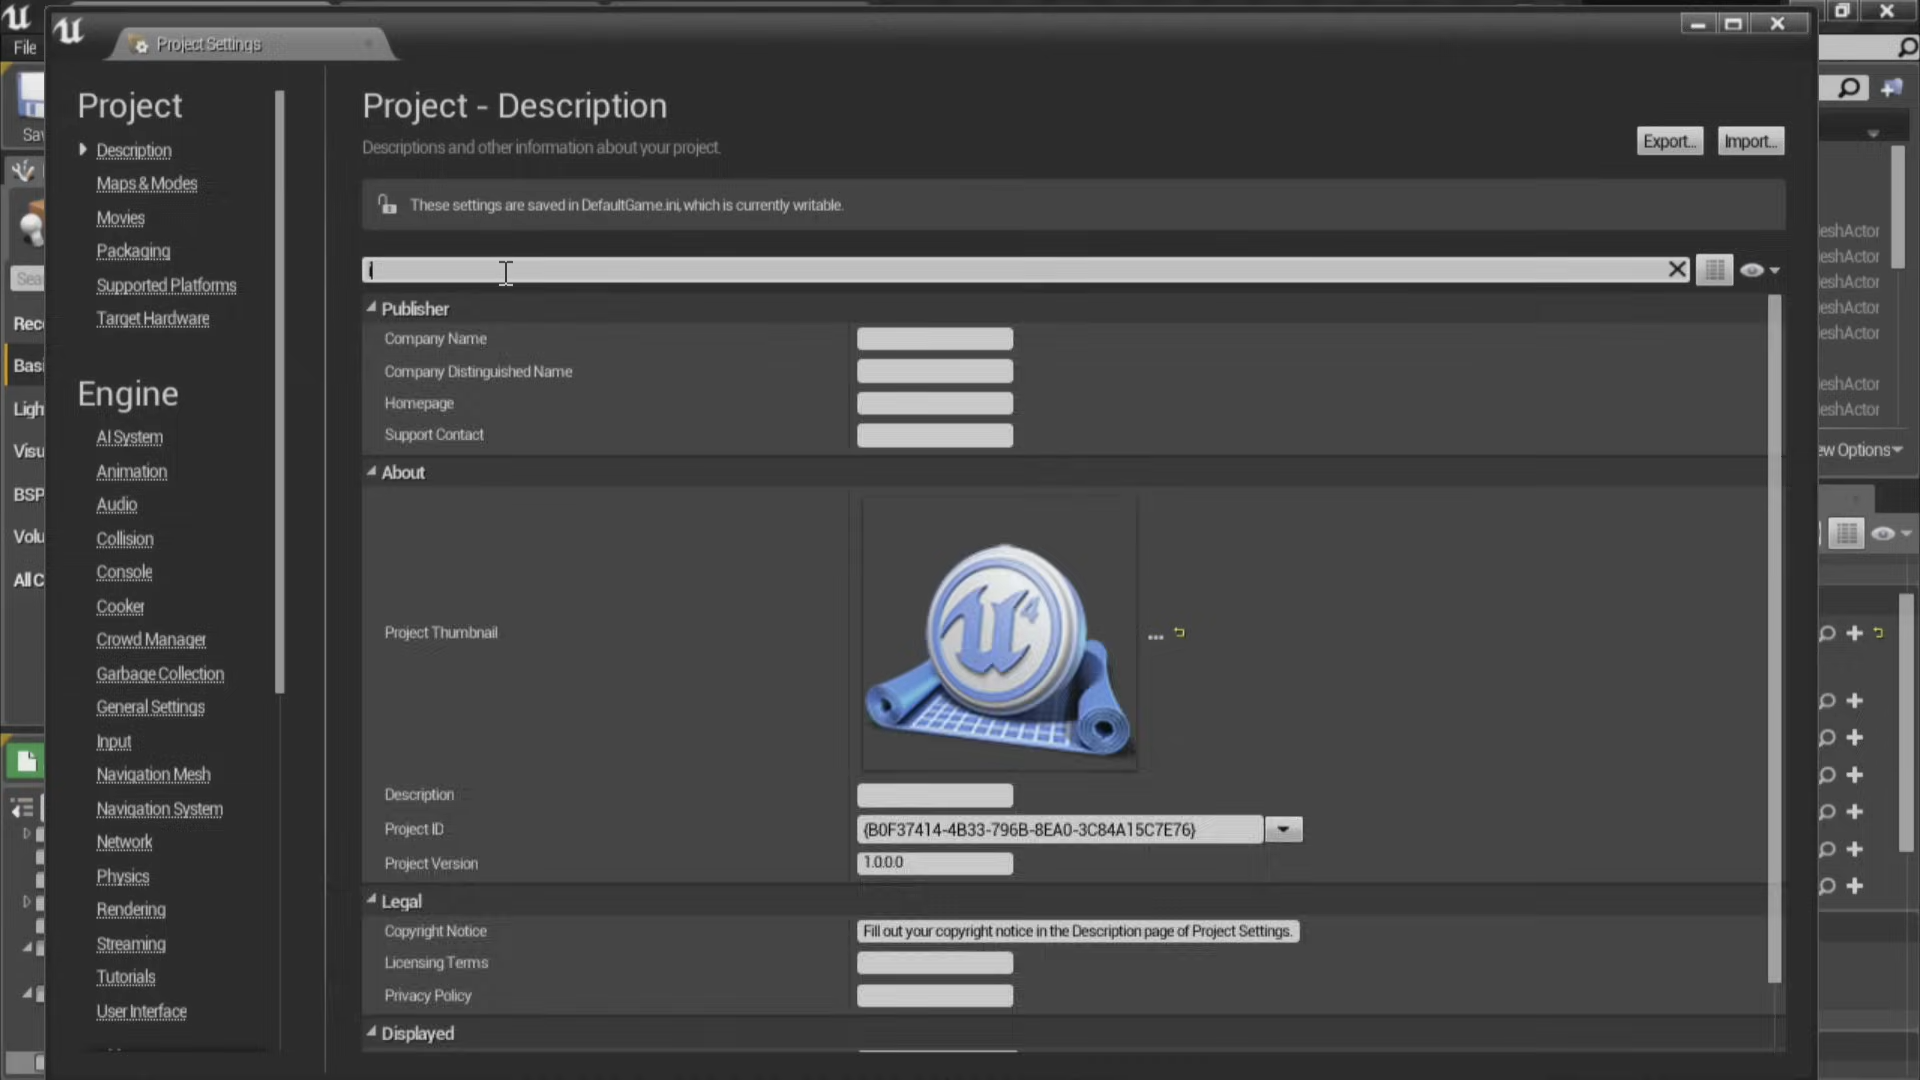 Project Settings
File
Project
Description
Maps & Modes
Movies
Packaging
Supported Platforms
Target Hardware
Engine
AI System
Animation
Audio
Collision
Console
Cooker
Crowd Manager
Garbage Collection
General Settings
Input
Navigation Mesh
Navigation System
Network
Physics
Rendering
Streaming
Tutorials
User Interface
Project - Description
Descriptions and other information about your project.
Export...
Import...
These settings are saved in DefaultGame.ini, which is currently writable.
i
Publisher
Company Name
Company Distinguished Name
Homepage
Support Contact
About
Project Thumbnail
Description
Project ID
{B0F37414-4B33-796B-8EA0-3C84A15C7E76}
Project Version
1.0.0.0
Legal
Copyright Notice
Fill out your copyright notice in the Description page of Project Settings.
Licensing Terms
Privacy Policy
Displayed
Sav
Sea
Rec
Basi
Ligh
Visu
BSP
Volu
All C
eshActor
eshActor
eshActor
eshActor
eshActor
eshActor
eshActor
ew Options